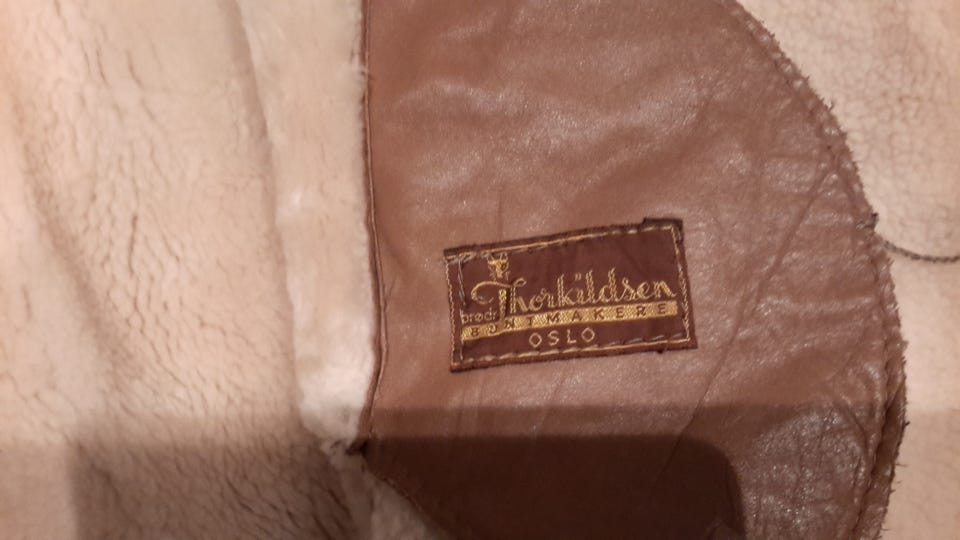 Thorkildsen
brødr.
BUNTMAKERE
OSLO